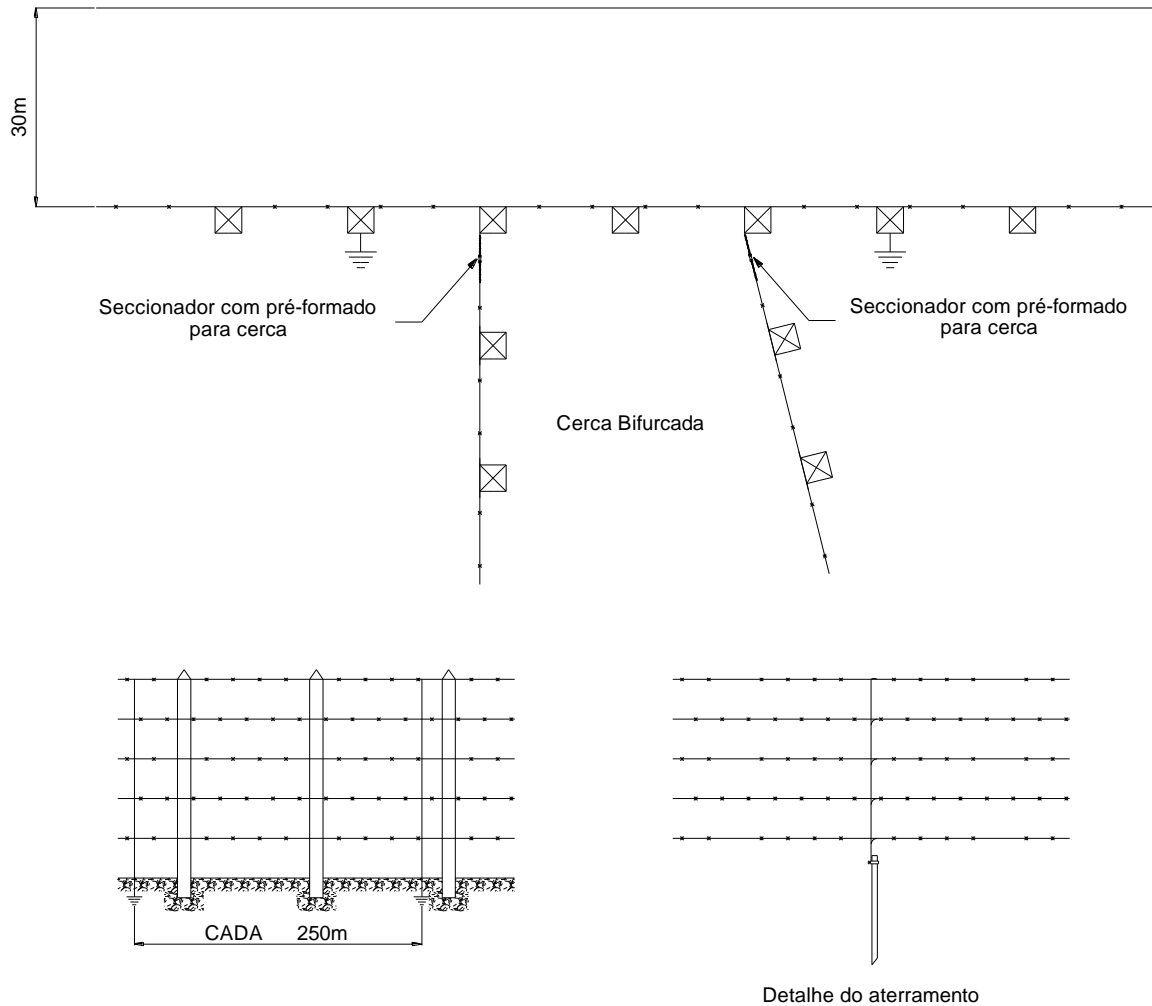 30m
Seccionador com pré-formado
para cerca
Seccionador com pré-formado
para cerca
Cerca Bifurcada
CADA 250m
Detalhe do aterramento